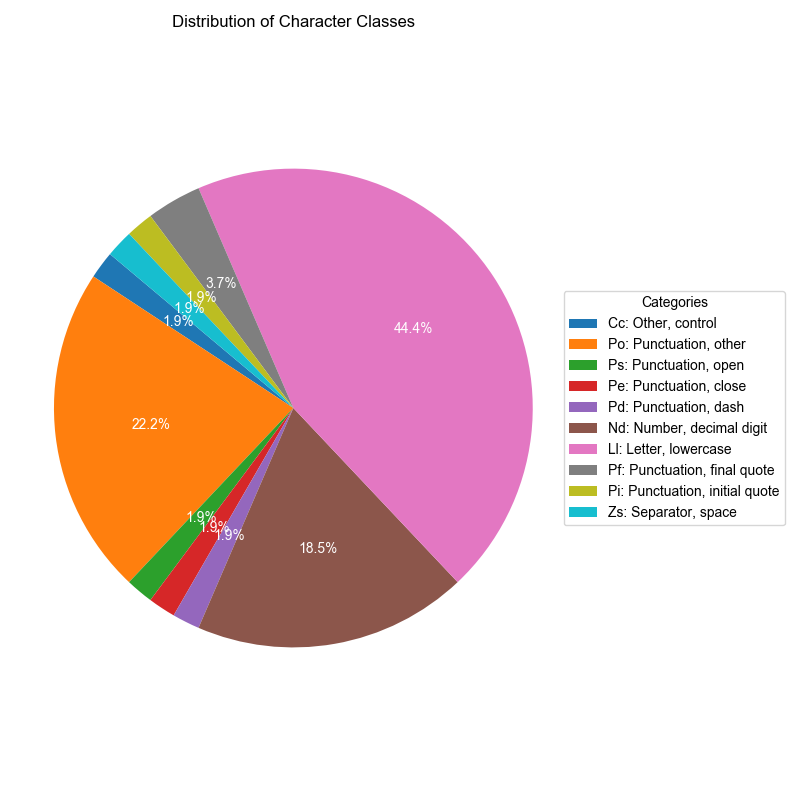 Distribution of Character Classes
3.7%
1.9%
1.9%
1.9%
44.4%
22.2%
1.9%
1.9%
1.9%
18.5%
Categories
Cc: Other, control
Po: Punctuation, other
Ps: Punctuation, open
Pe: Punctuation, close
Pd: Punctuation, dash
Nd: Number, decimal digit
Ll: Letter, lowercase
Pf: Punctuation, final quote
Pi: Punctuation, initial quote
Zs: Separator, space